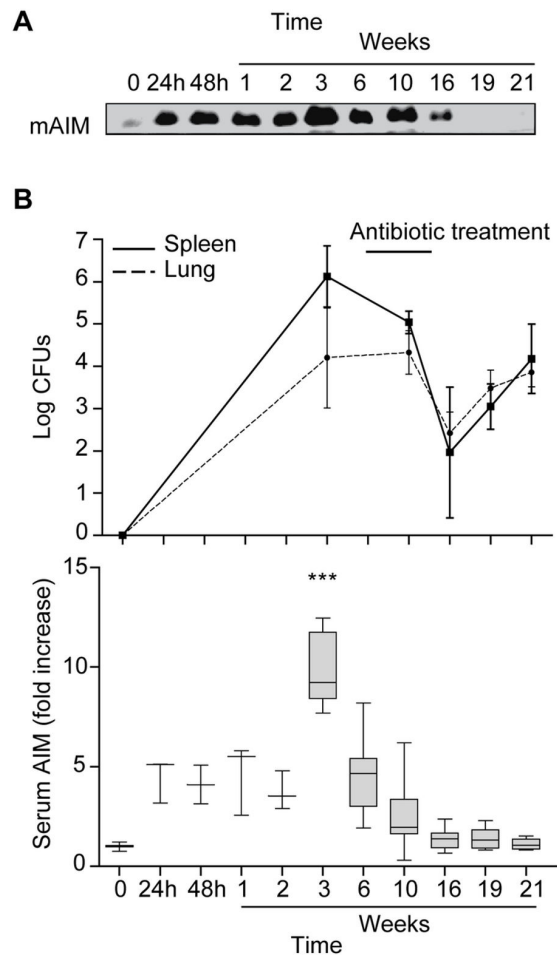 A
Time
Weeks
0 24h 48h 1 2 3 6 10 16 19 21
mAIM
B
Antibiotic treatment
Spleen
Lung
7
6
5
4
3
2
1
0
Log CFUs
15
10
5
0
Serum AIM (fold increase)
***
0 24h 48h 1 2 3 6 10 16 19 21
Weeks
Time